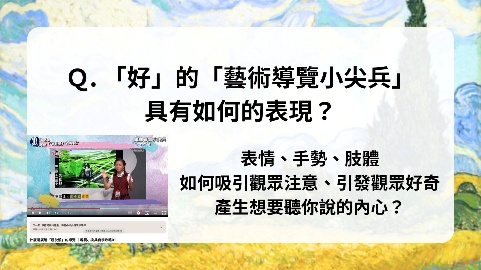 Q.「好」的「藝術導覽小尖兵」
具有如何的表現？
表情、手勢、肢體
如何吸引觀眾注意、引發觀眾好奇
產生想要聽你說的內心？